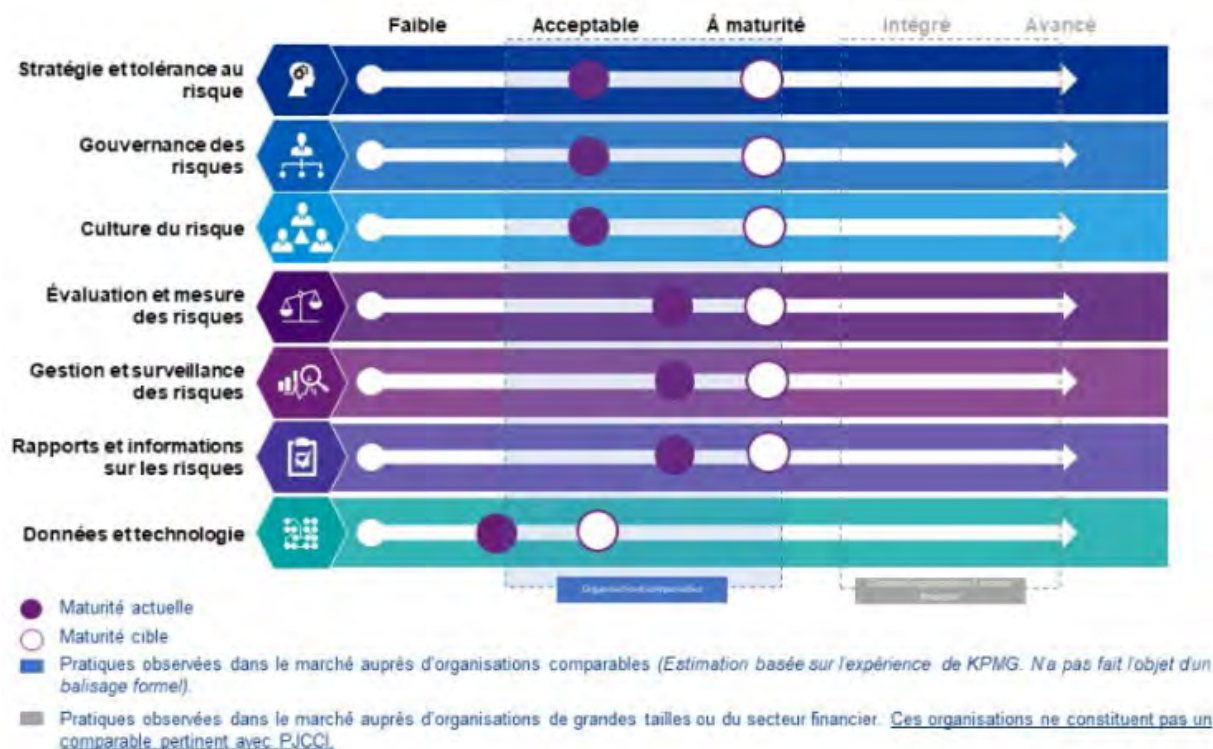 Faible Acceptable À maturité Intégré Avancé
Stratégie et tolérance au
risque
Gouvernance des
risques
Culture du risque
Évaluation et mesure
des risques
Gestion et surveillance
des risques
Rapports et informations
sur les risques
Données et technologie
Organisations comparables
Maturité actuelle
Maturité cible
Pratiques observées dans le marché auprès d'organisations comparables (Estimation basée sur l'expérience de KPMG. N'a pas fait l'objet d'un
balisage formel).
Pratiques observées dans le marché auprès d'organisations de grandes tailles ou du secteur financier. Ces organisations ne constituent pas un
comparable pertinent avec PJCCI.